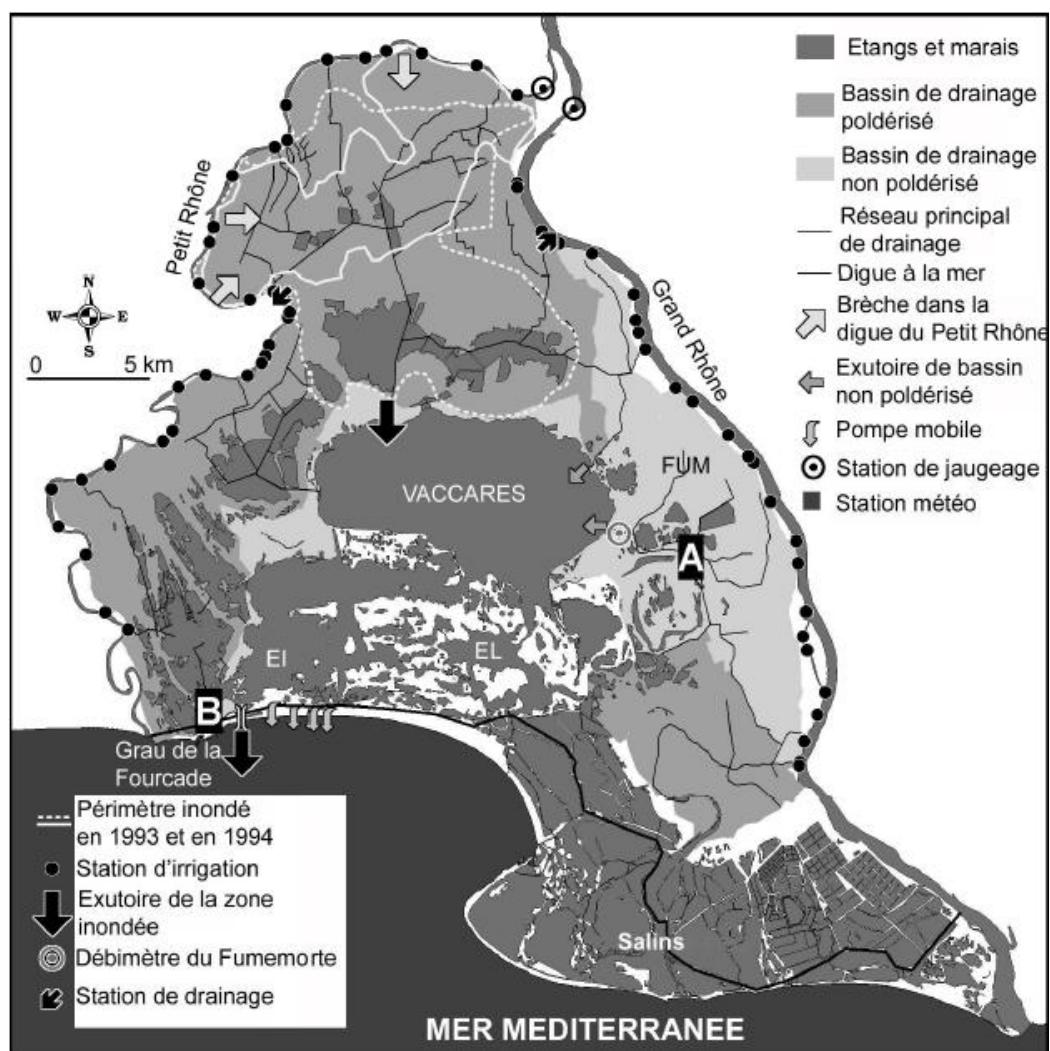 Etangs et marais
Bassin de drainage
poldérisé
Bassin de drainage
non poldérisé
Réseau principal
de drainage
Digue à la mer
Brèche dans la
digue du Petit Rhône
Exutoire de bassin
non poldérisé
Pompe mobile
Station de jaugeage
Station météo
Petit Rhône
Grand Rhône
N
W E
S
0 5 km
VACCARES
FUM
A
EI
EL
B
Grau de la
Fourcade
Périmètre inondé
en 1993 et en 1994
Station d'irrigation
Exutoire de la zone
inondée
Débimètre du Fumemorte
Station de drainage
Salins
MER MEDITERRANEE